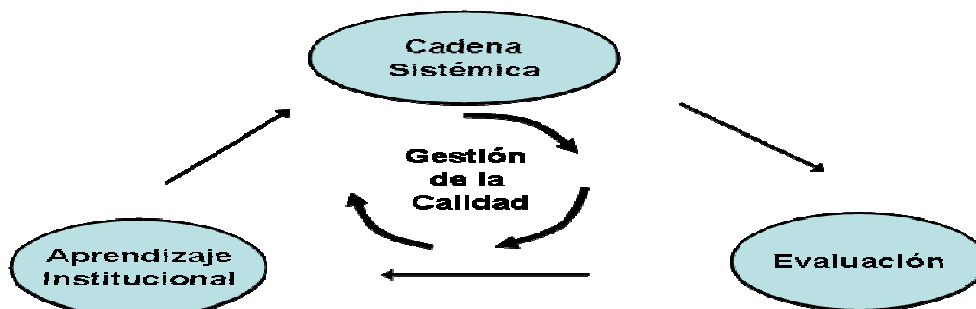 Cadena
Sistémica
Gestión
de la
Calidad
Aprendizaje
Institucional
Evaluación